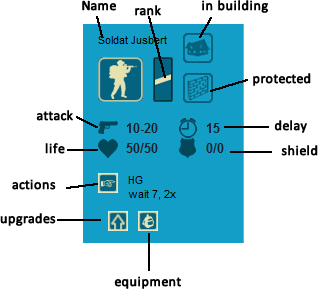 Name
rank
in building
Soldat Jusbert
protected
attack
10-20
15
delay
life
50/50
0/0
shield
actions
HG
wait 7, 2x
upgrades
equipment